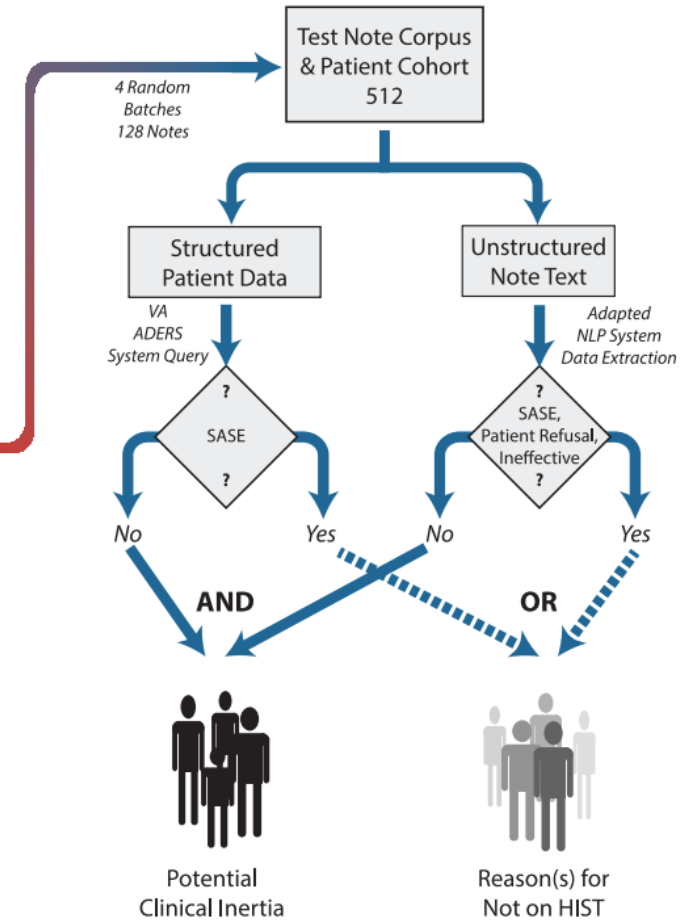 Test Note Corpus
& Patient Cohort
512
4 Random
Batches
128 Notes
Structured
Patient Data
Unstructured
Note Text
VA
ADERS
System Query
Adapted
NLP System
Data Extraction
?
SASE
?
?
SASE,
Patient Refusal,
Ineffective
?
No
Yes
No
Yes
AND
OR
Potential
Clinical Inertia
Reason(s) for
Not on HIST